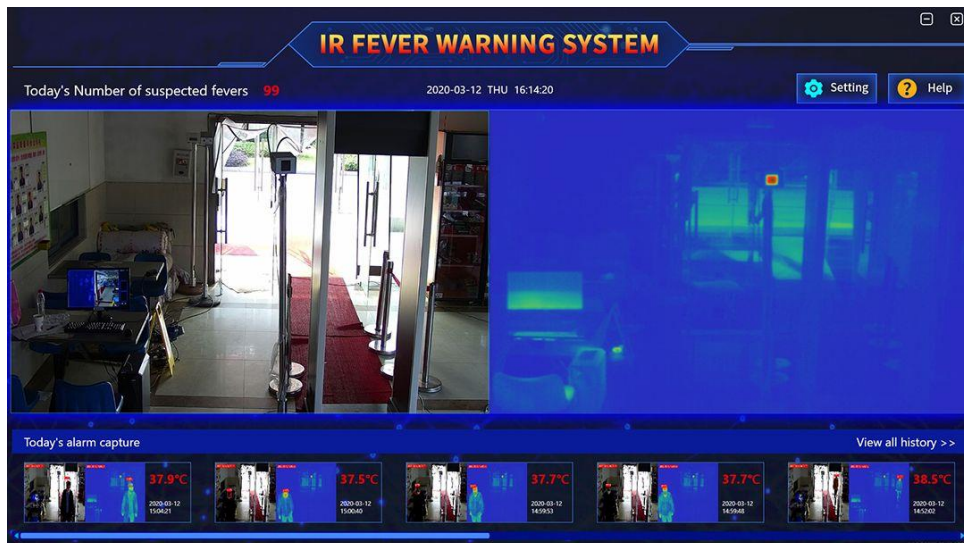 IR FEVER WARNING SYSTEM
Today's Number of suspected fevers 99
2020-03-12 THU 16:14:20
Setting
Help
Today's alarm capture
View all history >>
37.9°C
2020-03-12
15:04:21
37.5°C
2020-03-12
15:00:40
37.7°C
2020-03-12
14:59:53
37.7°C
2020-03-12
14:59:48
38.5°C
2020-03-12
14:52:02